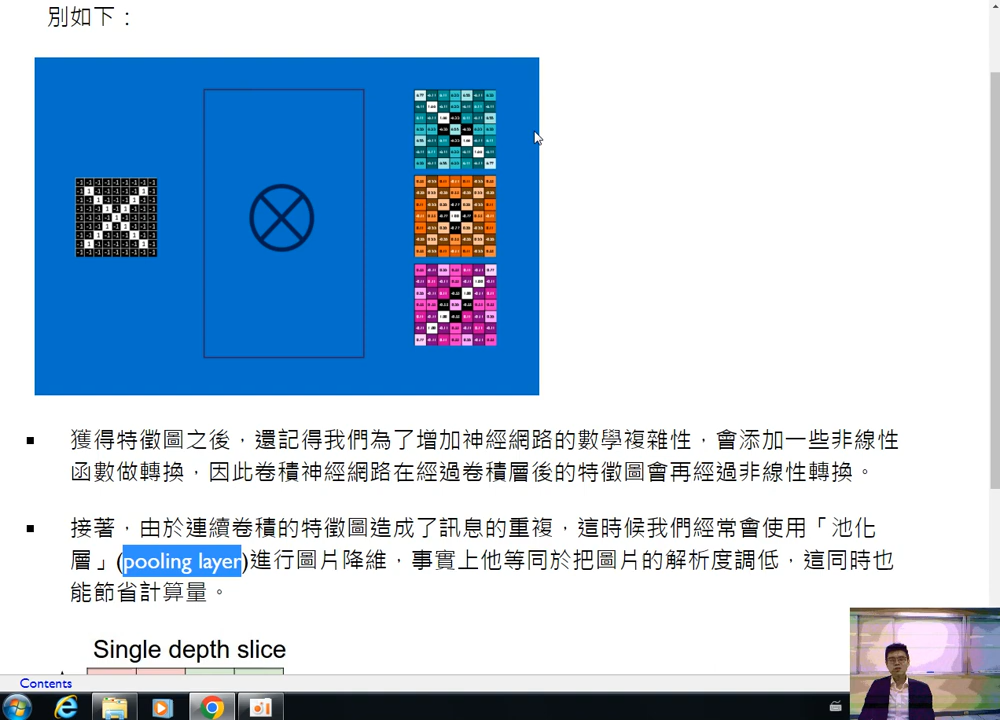 別如下：
獲得特徵圖之後，還記得我們為了增加神經網路的數學複雜性，會添加一些非線性
函數做轉換，因此卷積神經網路在經過卷積層後的特徵圖會再經過非線性轉換。
接著，由於連續卷積的特徵圖造成了訊息的重複，這時候我們經常會使用「池化
層」(pooling layer)進行圖片降維，事實上他等同於把圖片的解析度調低，這同時也
能節省計算量。
Single depth slice
Contents